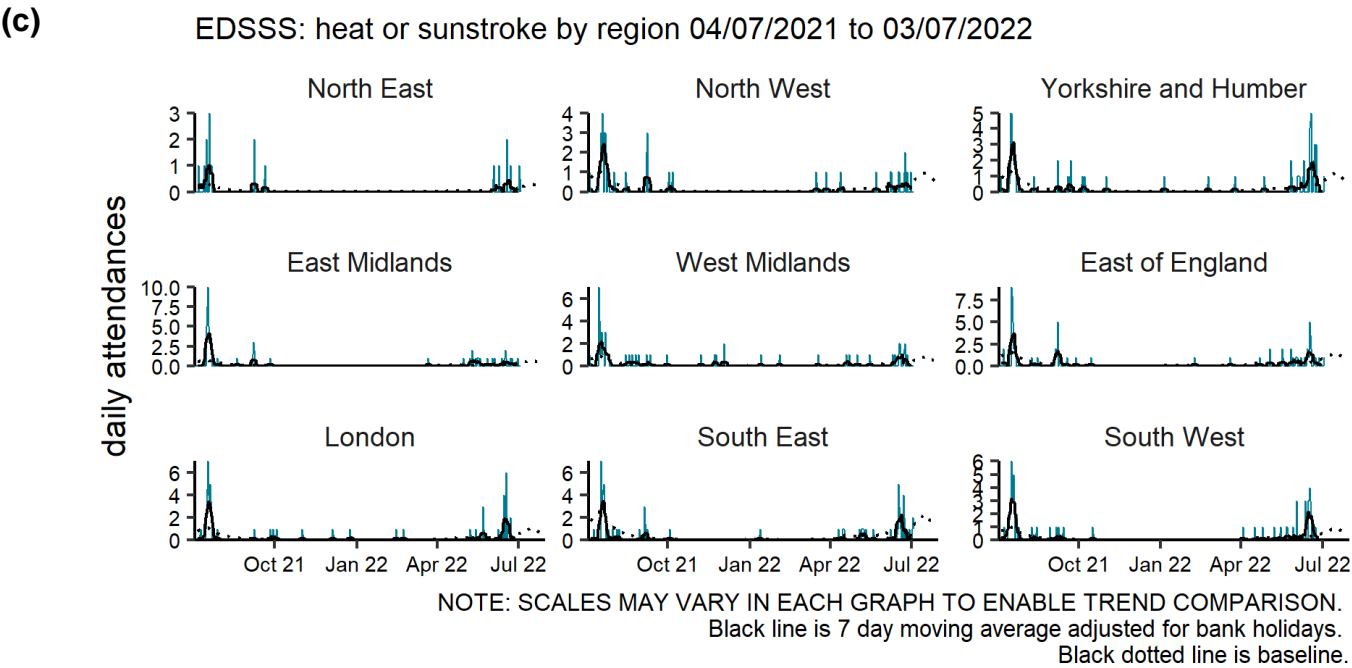 (c)
EDSSS: heat or sunstroke by region 04/07/2021 to 03/07/2022
North East
North West
Yorkshire and Humber
3
2
1
0
4
3
2
1
0
5
4
3
2
1
0
East Midlands
West Midlands
East of England
10.0
7.5
5.0
2.5
0.0
6
4
2
0
7.5
5.0
2.5
0.0
daily attendances
London
South East
South West
6
4
2
0
6
4
2
0
6
5
4
3
2
1
0
Oct 21 Jan 22 Apr 22 Jul 22
Oct 21 Jan 22 Apr 22 Jul 22
Oct 21 Jan 22 Apr 22 Jul 22
NOTE: SCALES MAY VARY IN EACH GRAPH TO ENABLE TREND COMPARISON.
Black line is 7 day moving average adjusted for bank holidays.
Black dotted line is baseline.